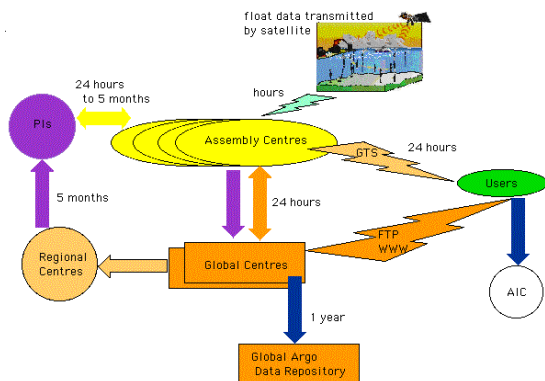 float data transmitted
by satellite
24 hours
to 5 months
hours
PIs
Assembly Centres
GTS
24 hours
Users
5 months
24 hours
FTP
WWW
Regional
Centres
Global Centres
AIC
1 year
Global Argo
Data Repository